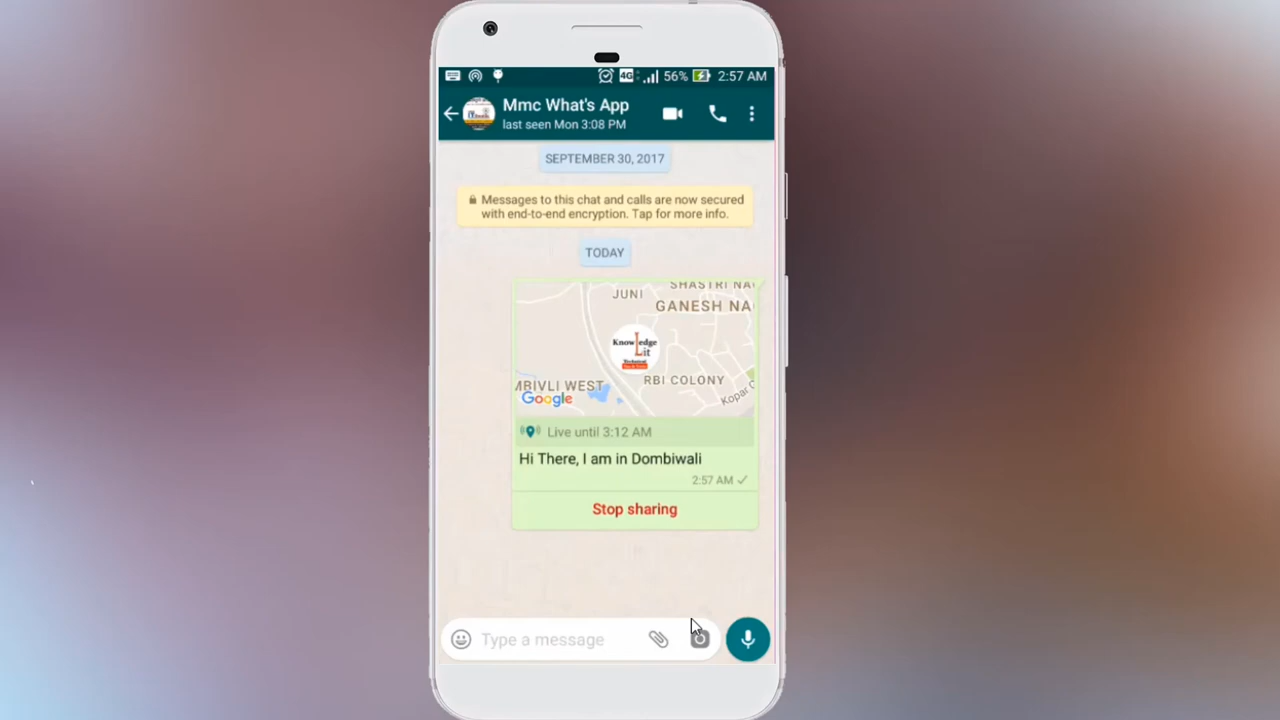 4G 56% 2:57 AM
Mmc What's App
last seen Mon 3:08 PM
SEPTEMBER 30, 2017
Messages to this chat and calls are now secured
with end-to-end encryption. Tap for more info.
TODAY
SHASTRI NA
JUNI
GANESH NA
Knowledge
RBI COLONY
MBIVLI WEST
Kopar
Google
Live until 3:12 AM
Hi There, I am in Dombiwali
2:57 AM
Stop sharing
Type a message